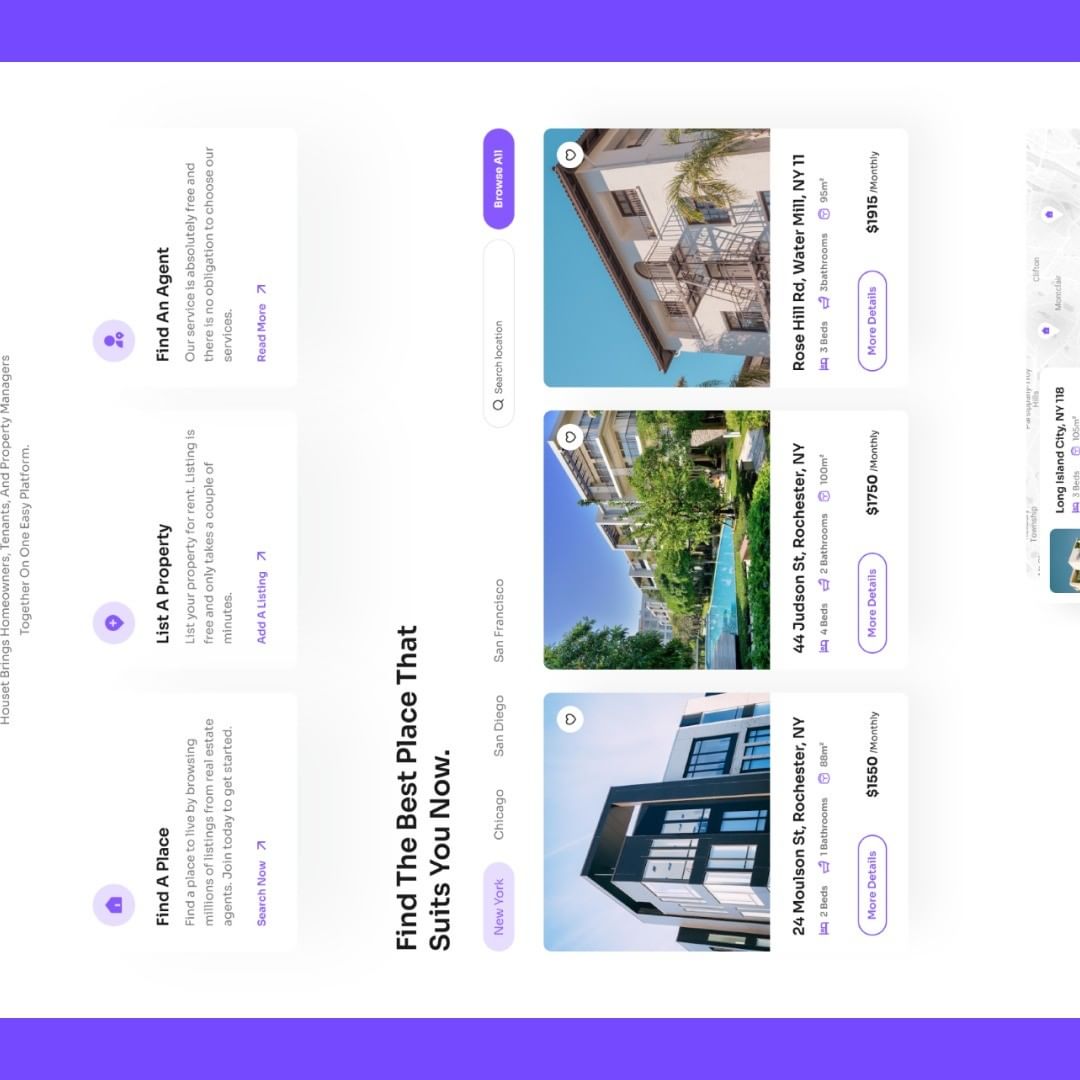 Houset Brings Homeowners, Tenants, And Property Managers
Together On One Easy Platform.
Find A Place
Find a place to live by browsing
millions of listings from real estate
agents. Join today to get started.
Search Now
List A Property
List your property for rent. Listing is
free and only takes a couple of
minutes.
Add A Listing
Find An Agent
Our service is absolutely free and
there is no obligation to choose our
services.
Read More
Find The Best Place That
Suits You Now.
New York
Chicago
San Diego
San Francisco
Search location
Browse All
24 Moulson St, Rochester, NY
2 Beds 1 Bathrooms 88m²
More Details
$1550 /Monthly
44 Judson St, Rochester, NY
4 Beds 2 Bathrooms 100m²
More Details
$1750 /Monthly
Rose Hill Rd, Water Mill, NY 11
3 Beds 3bathrooms 95m²
More Details
$1915 /Monthly
Township
Hills
Clifton
Montclair
Long Island City, NY 118
3 Beds 105m²